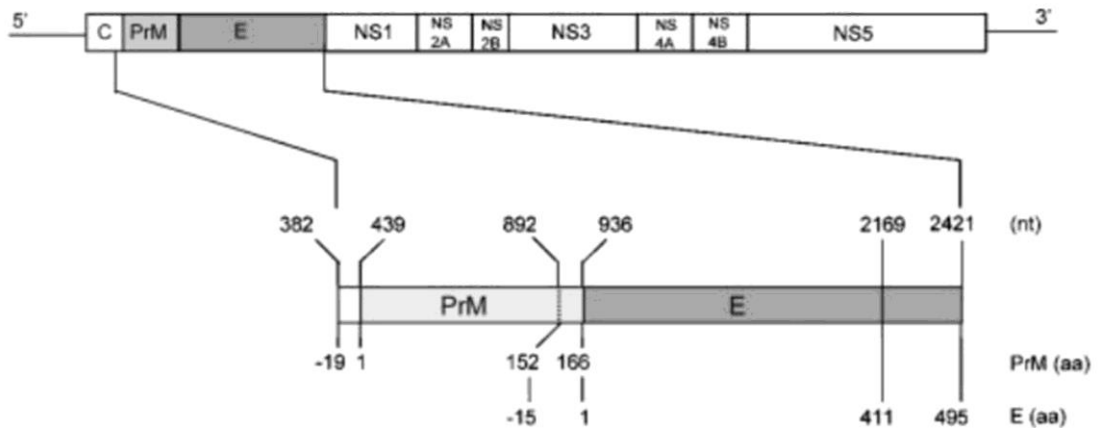 5' 3'
C PrM E NS1 NS 2A NS 2B NS3 NS 4A NS 4B NS5
382 439 892 936 2169 2421 (nt)
PrM E
-19 1 152 166 PrM (aa)
-15 1 411 495 E (aa)